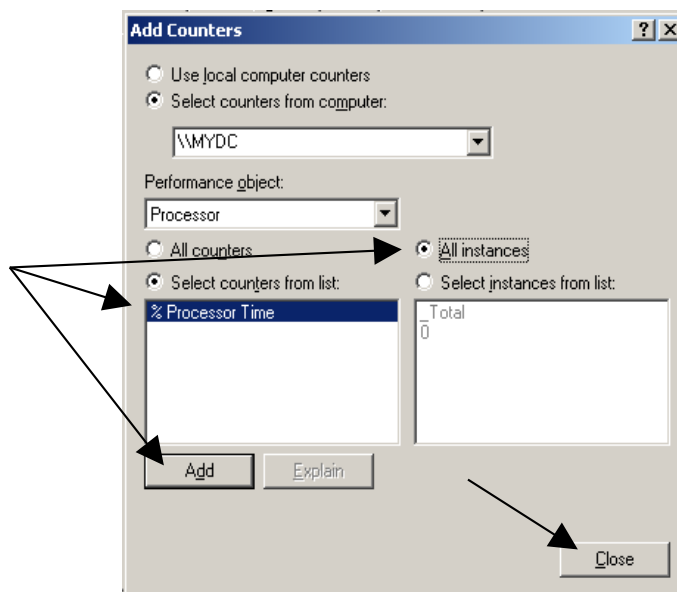 Add Counters
Use local computer counters
Select counters from computer:
\\MYDC
Performance object:
Processor
All counters
All instances
Select counters from list:
Select instances from list:
% Processor Time
_Total
0
Add
Explain
Close